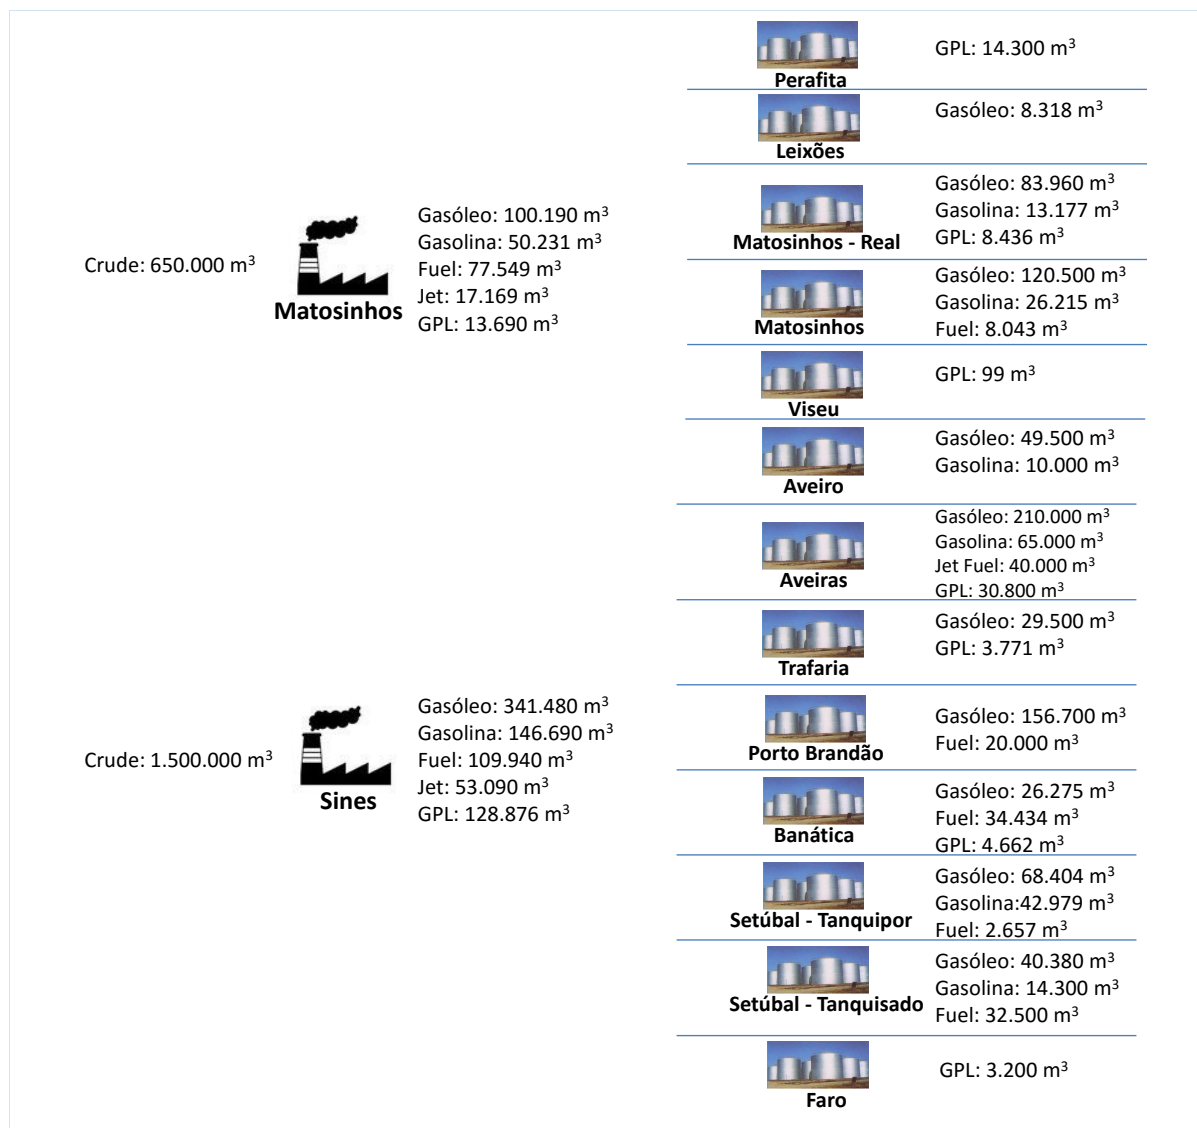 Crude: 650.000 m³
Matosinhos
Gasóleo: 100.190 m³
Gasolina: 50.231 m³
Fuel: 77.549 m³
Jet: 17.169 m³
GPL: 13.690 m³
Crude: 1.500.000 m³
Sines
Gasóleo: 341.480 m³
Gasolina: 146.690 m³
Fuel: 109.940 m³
Jet: 53.090 m³
GPL: 128.876 m³
Perafita
GPL: 14.300 m³
Leixões
Gasóleo: 8.318 m³
Matosinhos - Real
Gasóleo: 83.960 m³
Gasolina: 13.177 m³
GPL: 8.436 m³
Matosinhos
Gasóleo: 120.500 m³
Gasolina: 26.215 m³
Fuel: 8.043 m³
Viseu
GPL: 99 m³
Aveiro
Gasóleo: 49.500 m³
Gasolina: 10.000 m³
Aveiras
Gasóleo: 210.000 m³
Gasolina: 65.000 m³
Jet Fuel: 40.000 m³
GPL: 30.800 m³
Trafaria
Gasóleo: 29.500 m³
GPL: 3.771 m³
Porto Brandão
Gasóleo: 156.700 m³
Fuel: 20.000 m³
Banática
Gasóleo: 26.275 m³
Fuel: 34.434 m³
GPL: 4.662 m³
Setúbal - Tanquipor
Gasóleo: 68.404 m³
Gasolina:42.979 m³
Fuel: 2.657 m³
Setúbal - Tanquisado
Gasóleo: 40.380 m³
Gasolina: 14.300 m³
Fuel: 32.500 m³
Faro
GPL: 3.200 m³